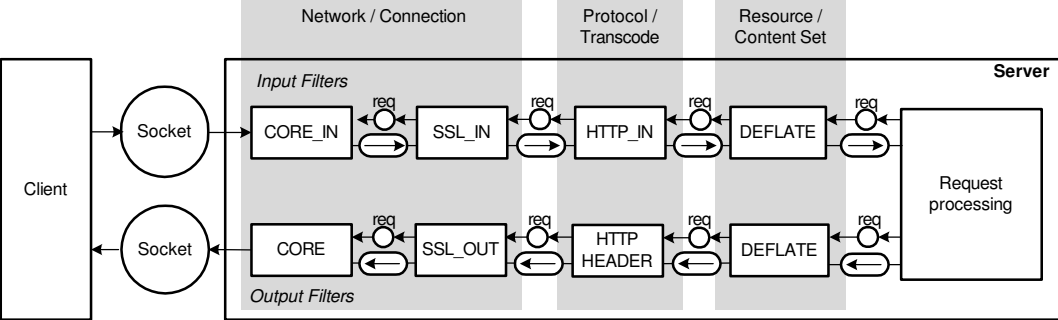 Network / Connection
Protocol /
Transcode
Resource /
Content Set
Server
Input Filters
req
req
req
req
Client
Socket
CORE_IN
SSL_IN
HTTP_IN
DEFLATE
Request
processing
req
req
req
req
Socket
CORE
SSL_OUT
HTTP
HEADER
DEFLATE
Output Filters